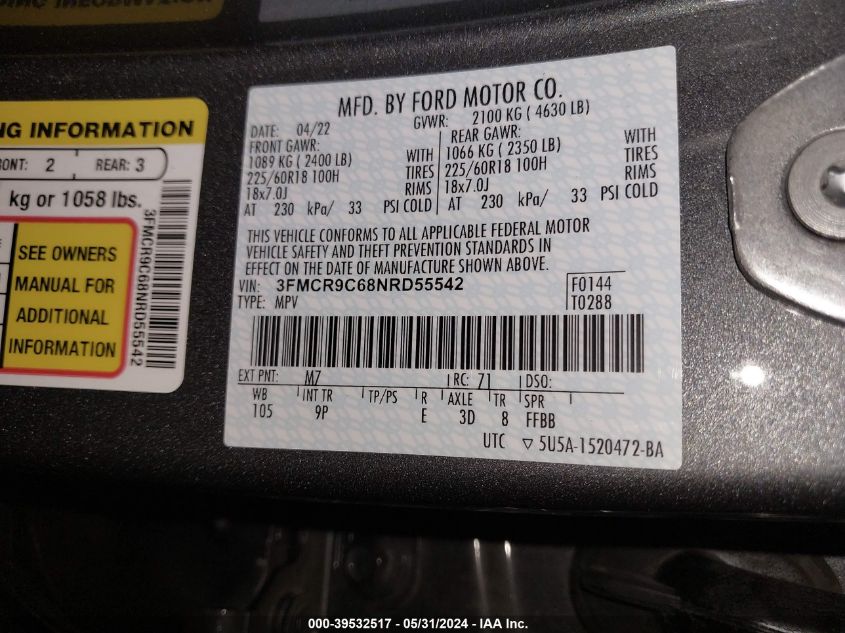 NG INFORMATION
ONT: 2 REAR: 3
kg or 1058 lbs.
SEE OWNERS
MANUAL FOR
ADDITIONAL
INFORMATION
3FMCR9C68NRD55542
MFD. BY FORD MOTOR CO.
DATE: 04/22 GVWR: 2100 KG ( 4630 LB)
FRONT GAWR: REAR GAWR:
1089 KG ( 2400 LB) WITH 1066 KG ( 2350 LB) WITH
225/60R18 100H TIRES 225/60R18 100H TIRES
18x7.0J RIMS 18x7.0J RIMS
AT 230 kPa/ 33 PSI COLD AT 230 kPa/ 33 PSI COLD
THIS VEHICLE CONFORMS TO ALL APPLICABLE FEDERAL MOTOR
VEHICLE SAFETY AND THEFT PREVENTION STANDARDS IN
EFFECT ON THE DATE OF MANUFACTURE SHOWN ABOVE.
VIN: 3FMCR9C68NRD55542 F0144
TYPE: MPV T0288
EXT PNT: M7 RC: 71 DSO:
WB INT TR TP/PS R AXLE TR SPR
105 9P E 3D 8 FFBB
UTC ▽ 5U5A-1520472-BA
000-39532517 - 05/31/2024 - IAA Inc.